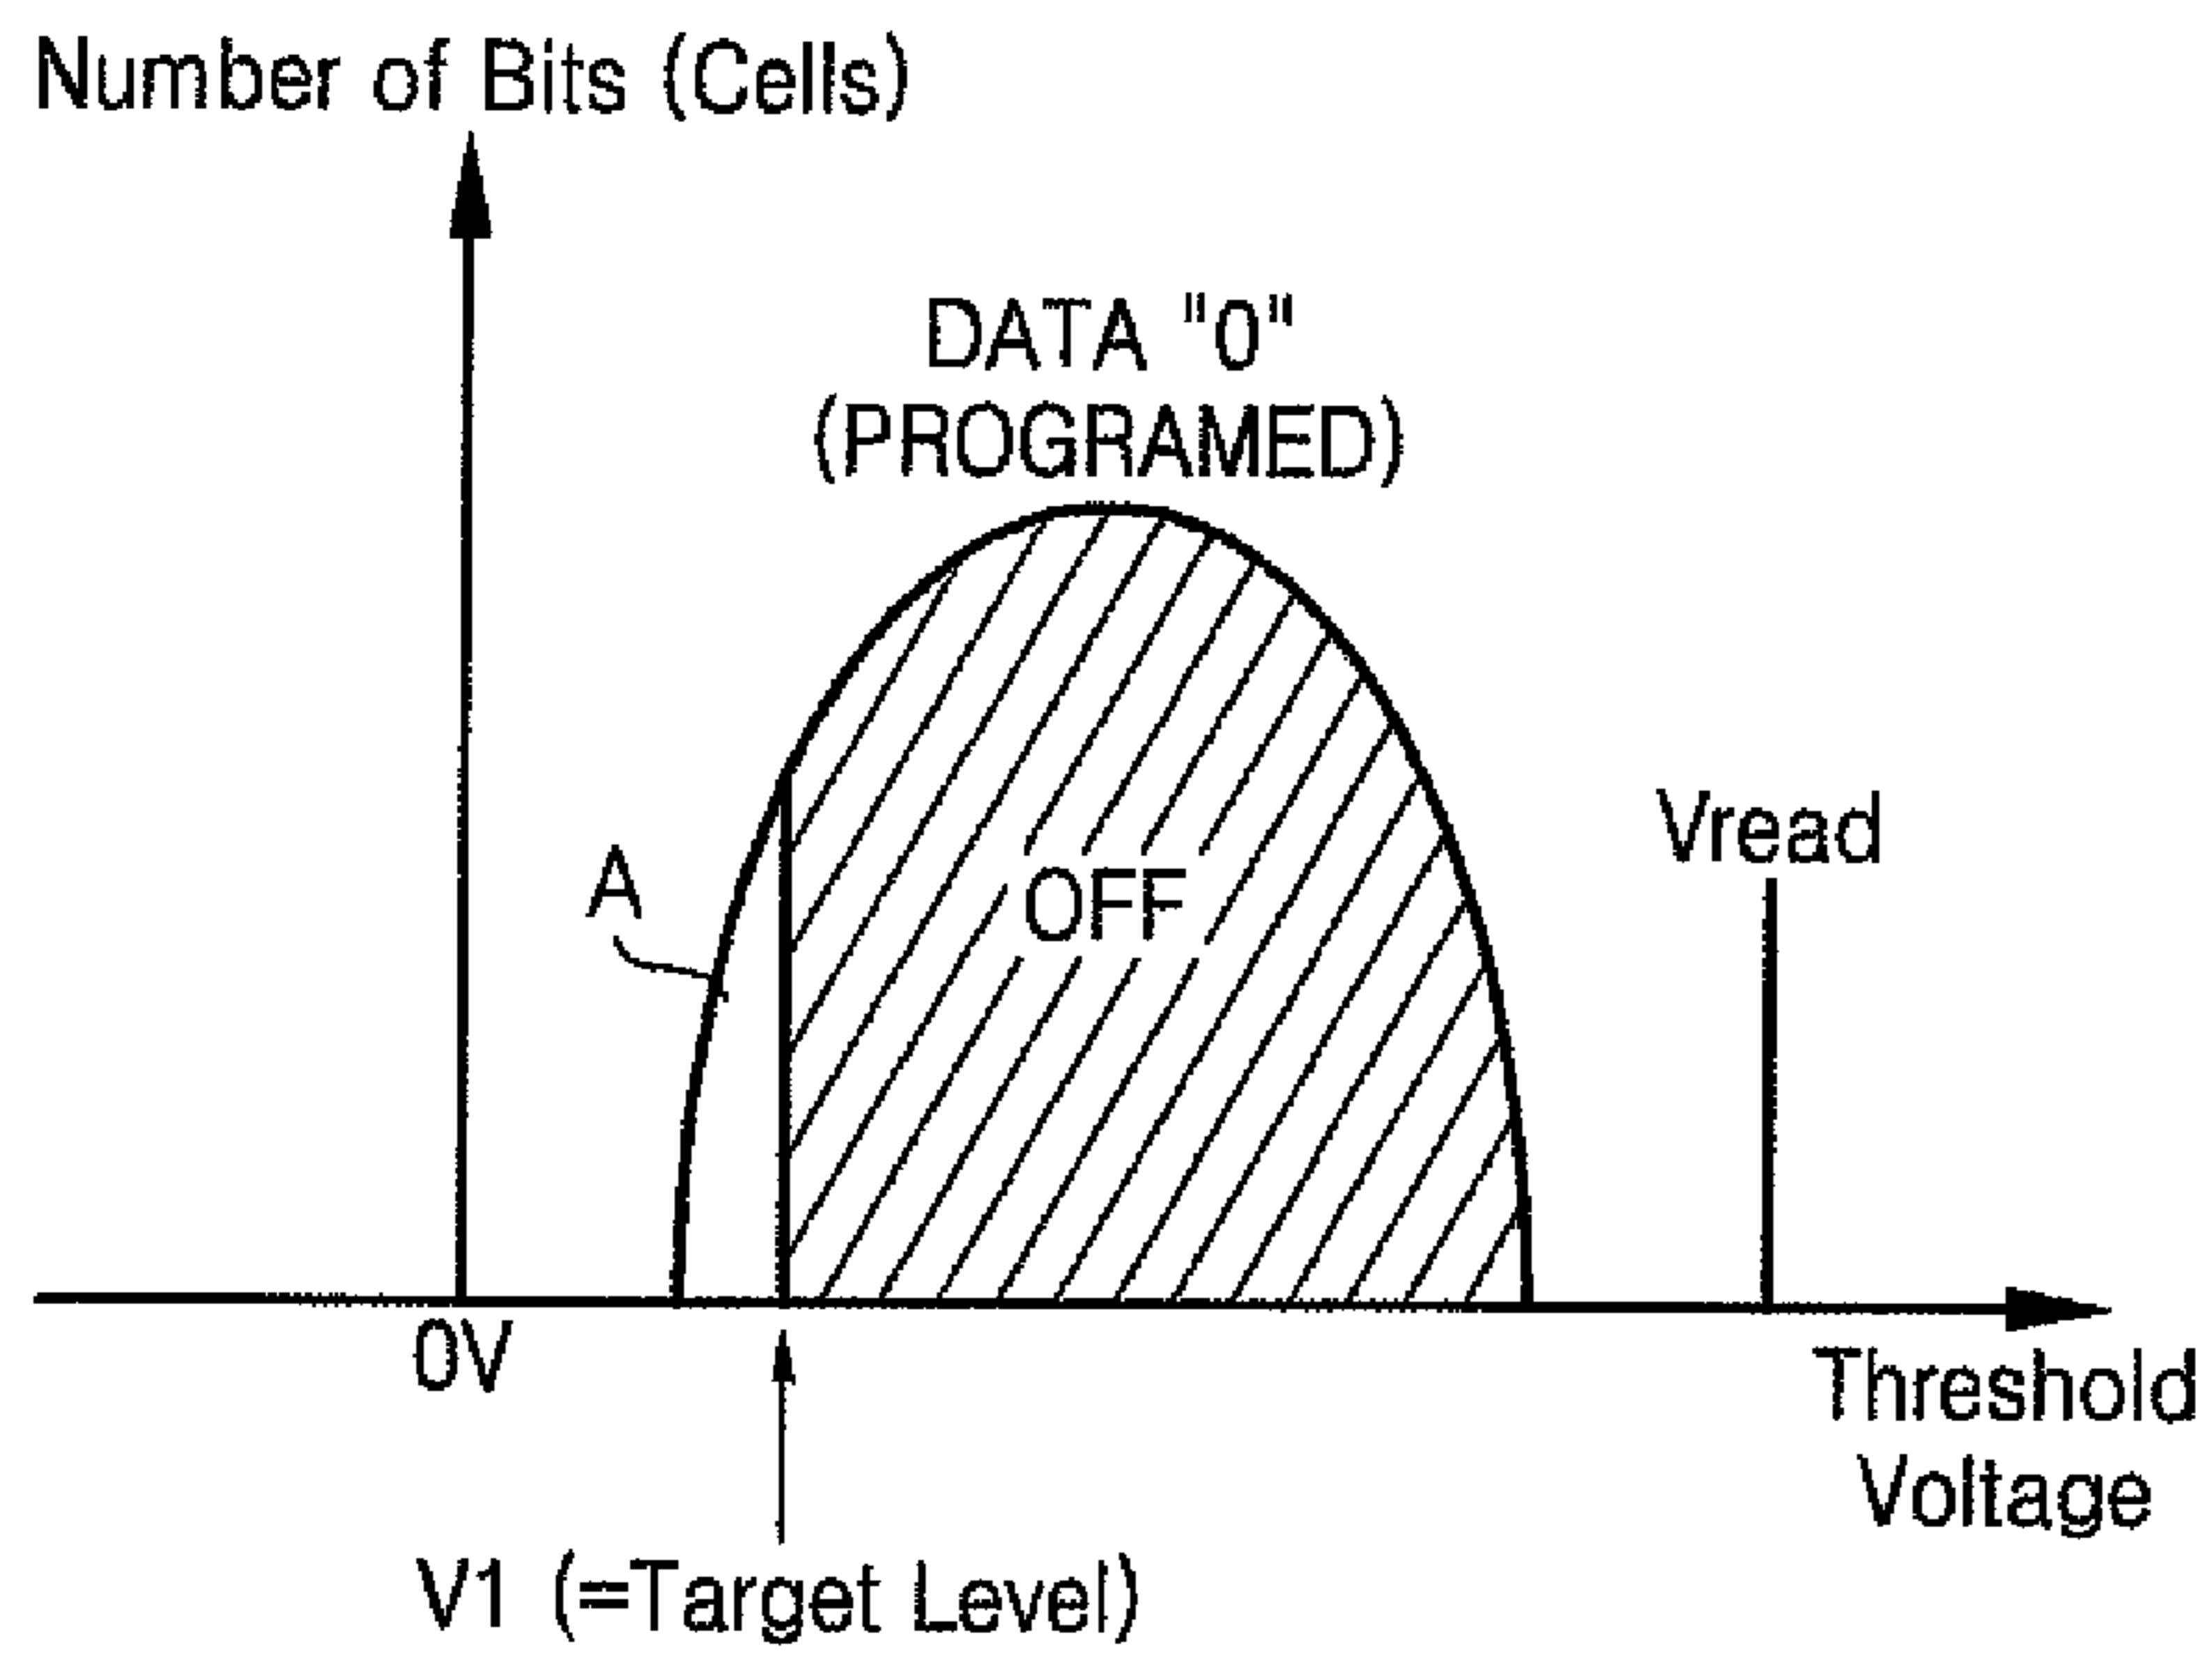 Number of Bits (Cells)
DATA "0"
(PROGRAMED)
A
OFF
Vread
0V
Threshold
Voltage
V1 (=Target Level)